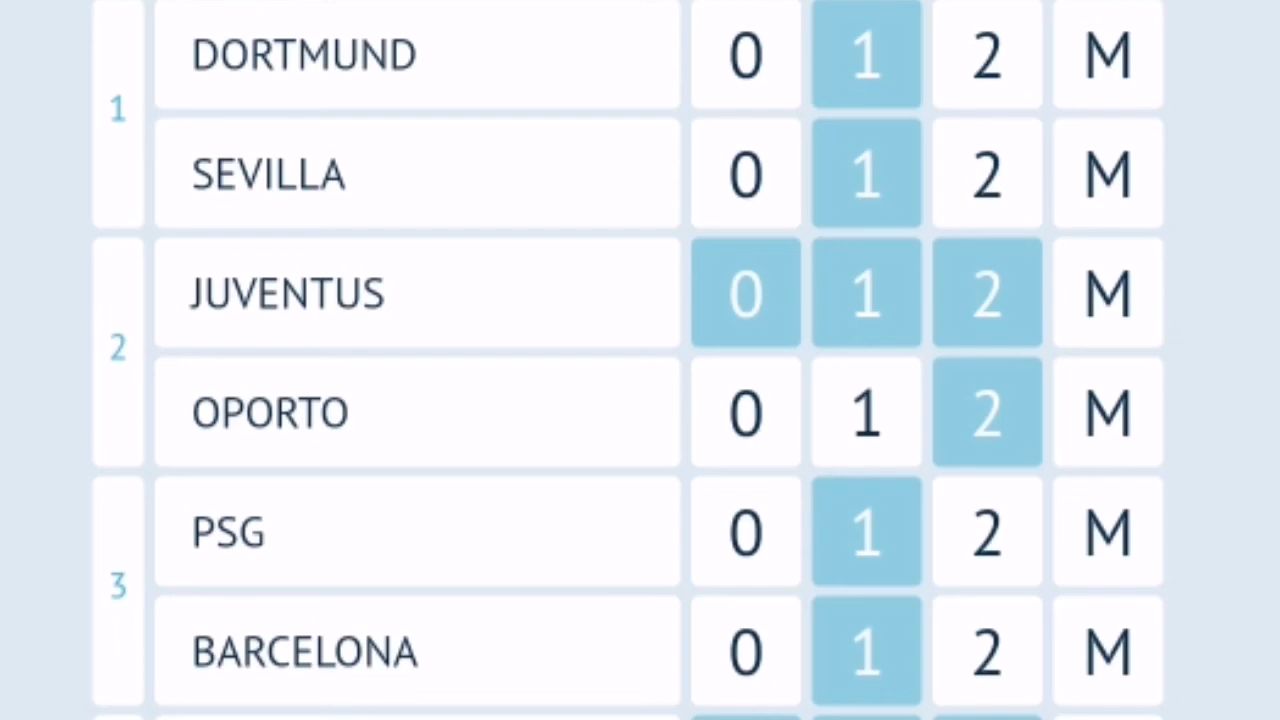 1
DORTMUND 0 1 2 M
SEVILLA 0 1 2 M
2
JUVENTUS 0 1 2 M
OPORTO 0 1 2 M
3
PSG 0 1 2 M
BARCELONA 0 1 2 M